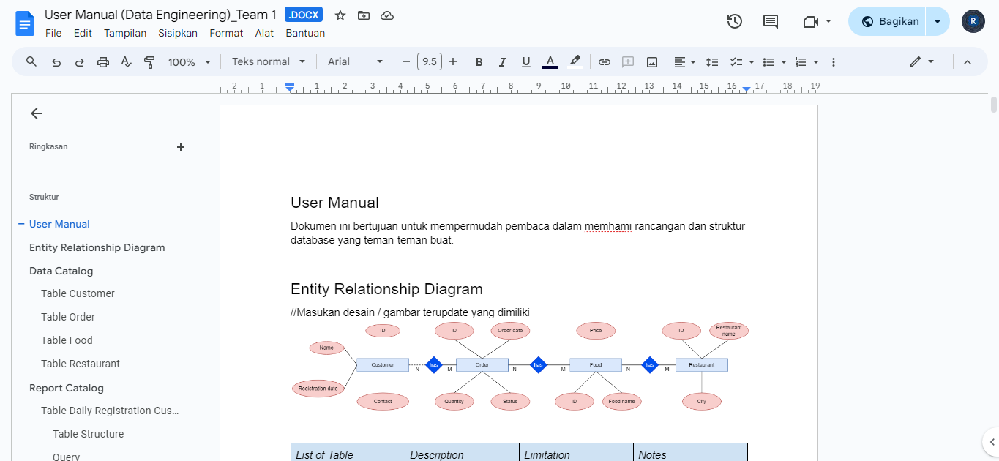 User Manual (Data Engineering)_Team 1 .DOCX
File Edit Tampilan Sisipkan Format Alat Bantuan
Bagikan
R
100% Teks normal Arial 9.5 B I U A
2 1 1 2 3 4 5 6 7 8 9 10 11 12 13 14 15 16 17 18 19
Ringkasan
Struktur
User Manual
Entity Relationship Diagram
Data Catalog
Table Customer
Table Order
Table Food
Table Restaurant
Report Catalog
Table Daily Registration Cus...
Table Structure
Query
User Manual
Dokumen ini bertujuan untuk mempermudah pembaca dalam memhami rancangan dan struktur
database yang teman-teman buat.
Entity Relationship Diagram
//Masukan desain / gambar terupdate yang dimiliki
ID ID Order date Price ID Restaurant
name
Name
Customer has Order has Food has Restaurant
N M N M N M
Registration date
Contact Quantity Status ID Food name City
List of Table Description Limitation Notes